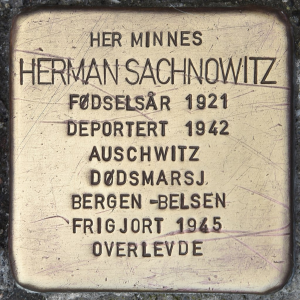 HER MINNES
HERMAN SACHNOWITZ
FØDSELSÅR 1921
DEPORTERT 1942
AUSCHWITZ
DØDSMARSJ
BERGEN-BELSEN
FRIGJORT 1945
OVERLEVDE